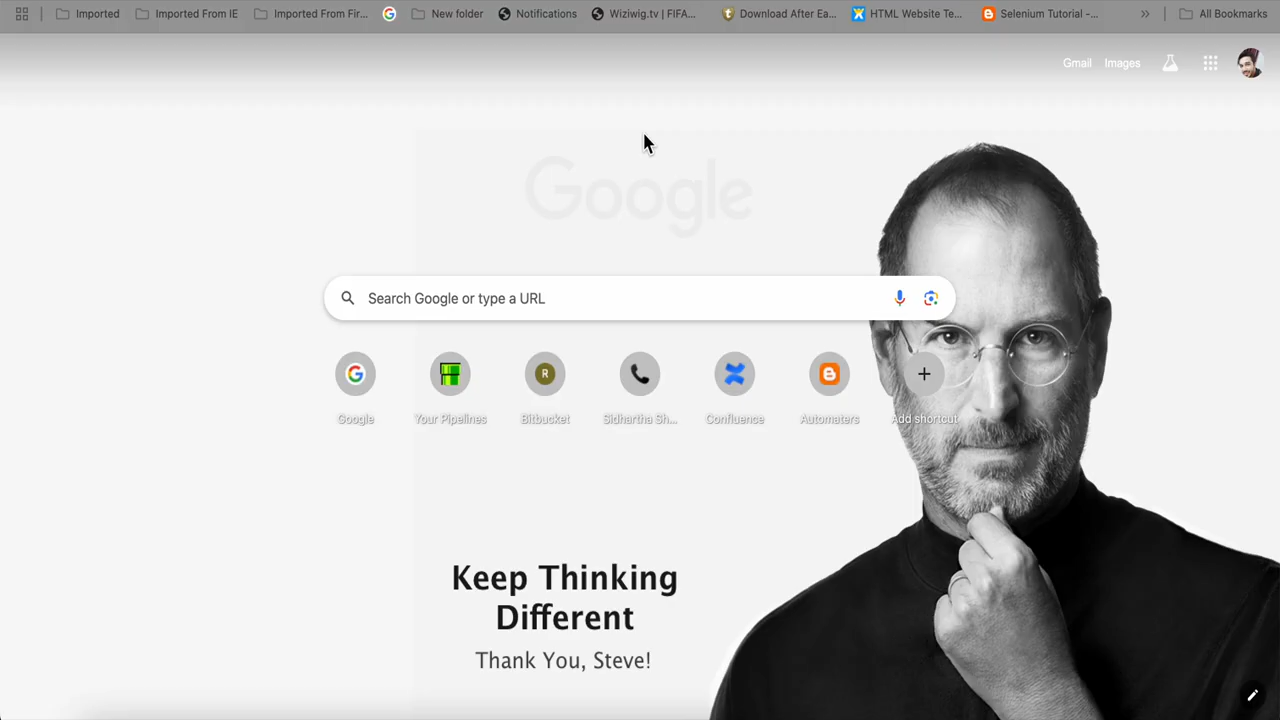 Imported Imported From IE Imported From Fir... New folder Notifications Wiziwig.tv | FIFA... Download After Ea... HTML Website Te... Selenium Tutorial -... » All Bookmarks
Gmail Images
Google
Search Google or type a URL
R
Google Your Pipelines Bitbucket Sidhartha Sh... Confluence Automaters Add shortcut
Keep Thinking
Different
Thank You, Steve!